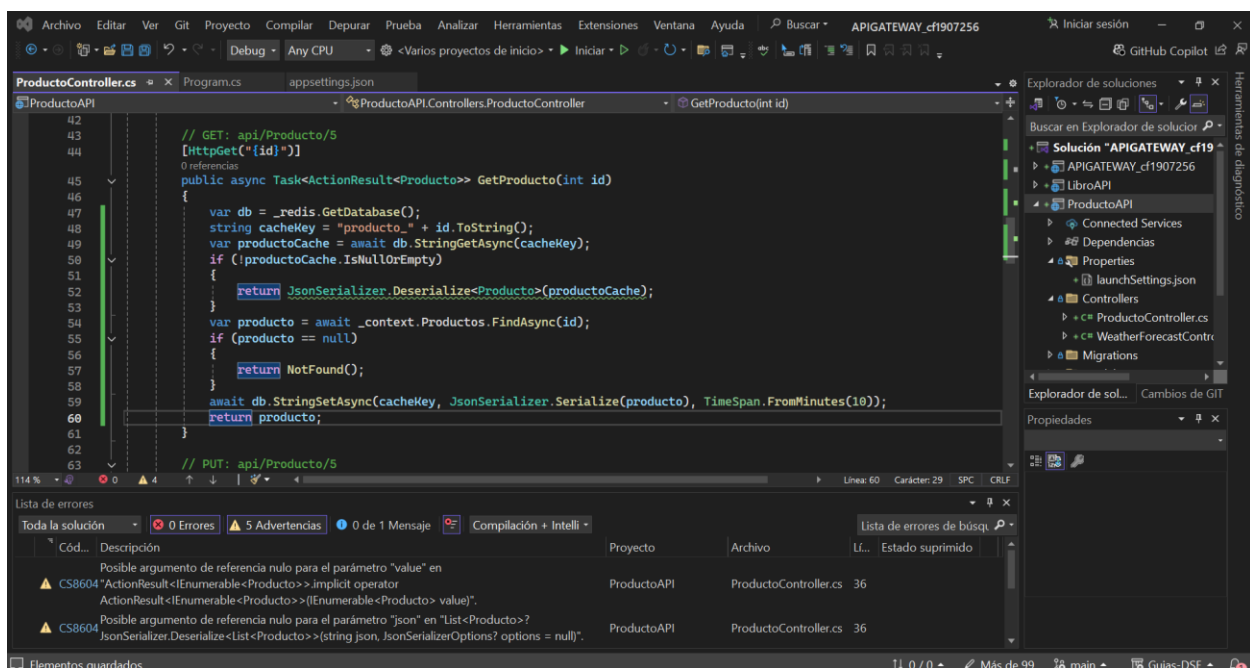 Archivo Editar Ver Git Proyecto Compilar Depurar Prueba Analizar Herramientas Extensiones Ventana Ayuda Buscar APIGATEWAY_cf1907256 Iniciar sesión
Debug Any CPU <Varios proyectos de inicio> Iniciar GitHub Copilot
ProductoController.cs Program.cs appsettings.json
ProductoAPI ProductoAPI.Controllers.ProductoController GetProducto(int id)
42
43 // GET: api/Producto/5
44 [HttpGet("{id}")]
0 referencias
45 public async Task<ActionResult<Producto>> GetProducto(int id)
46 {
47 var db = _redis.GetDatabase();
48 string cacheKey = "producto_" + id.ToString();
49 var productoCache = await db.StringGetAsync(cacheKey);
50 if (!productoCache.IsNullOrEmpty)
51 {
52 return JsonSerializer.Deserialize<Producto>(productoCache);
53 }
54 var producto = await _context.Productos.FindAsync(id);
55 if (producto == null)
56 {
57 return NotFound();
58 }
59 await db.StringSetAsync(cacheKey, JsonSerializer.Serialize(producto), TimeSpan.FromMinutes(10));
60 return producto;
61 }
62
63 // PUT: api/Producto/5
114 % 0 4 Línea: 60 Carácter: 29 SPC CRLF
Explorador de soluciones
Buscar en Explorador de solucior
Solución "APIGATEWAY_cf19
APIGATEWAY_cf1907256
LibroAPI
ProductoAPI
Connected Services
Dependencias
Properties
launchSettings.json
Controllers
C# ProductoController.cs
C# WeatherForecastContro
Migrations
Explorador de sol... Cambios de GIT
Propiedades
Herramientas de diagnóstico
Lista de errores
Toda la solución 0 Errores 5 Advertencias 0 de 1 Mensaje Compilación + Intelli Lista de errores de búsqu
Cód... Descripción Proyecto Archivo Lí... Estado suprimido
CS8604 Posible argumento de referencia nulo para el parámetro "value" en
"ActionResult<IEnumerable<Producto>>.implicit operator
ActionResult<IEnumerable<Producto>>(IEnumerable<Producto> value)". ProductoAPI ProductoController.cs 36
CS8604 Posible argumento de referencia nulo para el parámetro "json" en "List<Producto>?
JsonSerializer.Deserialize<List<Producto>>(string json, JsonSerializerOptions? options = null)". ProductoAPI ProductoController.cs 36
Elementos guardados 0 / 0 Más de 99 main Guias-DSF